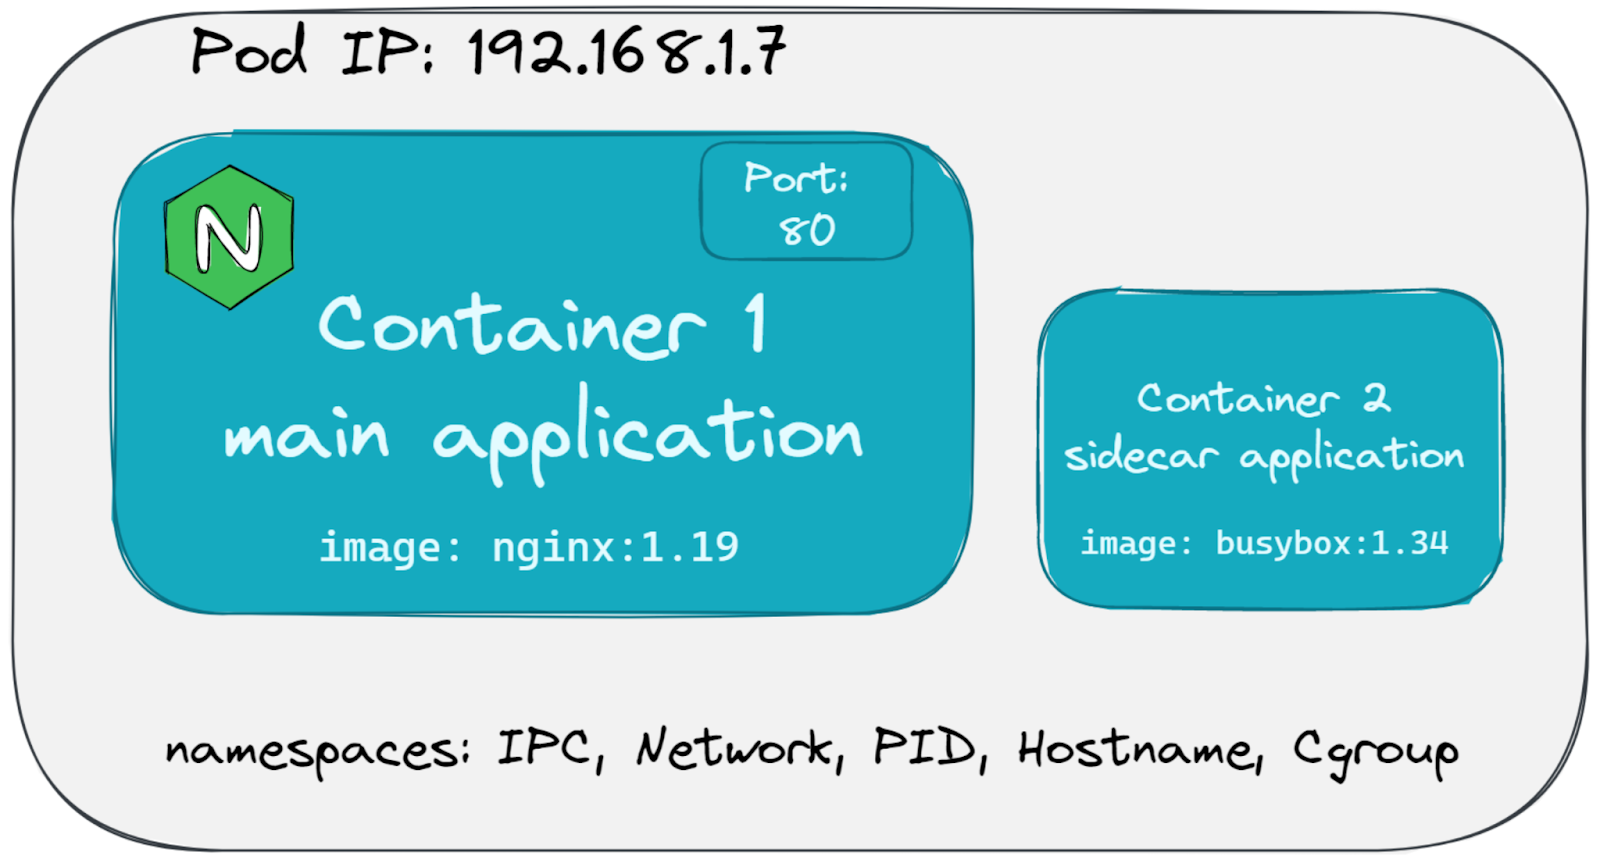 Pod IP: 192.168.1.7
N
Port:
80
Container 1
main application
image: nginx:1.19
Container 2
sidecar application
image: busybox:1.34
namespaces: IPC, Network, PID, Hostname, Cgroup